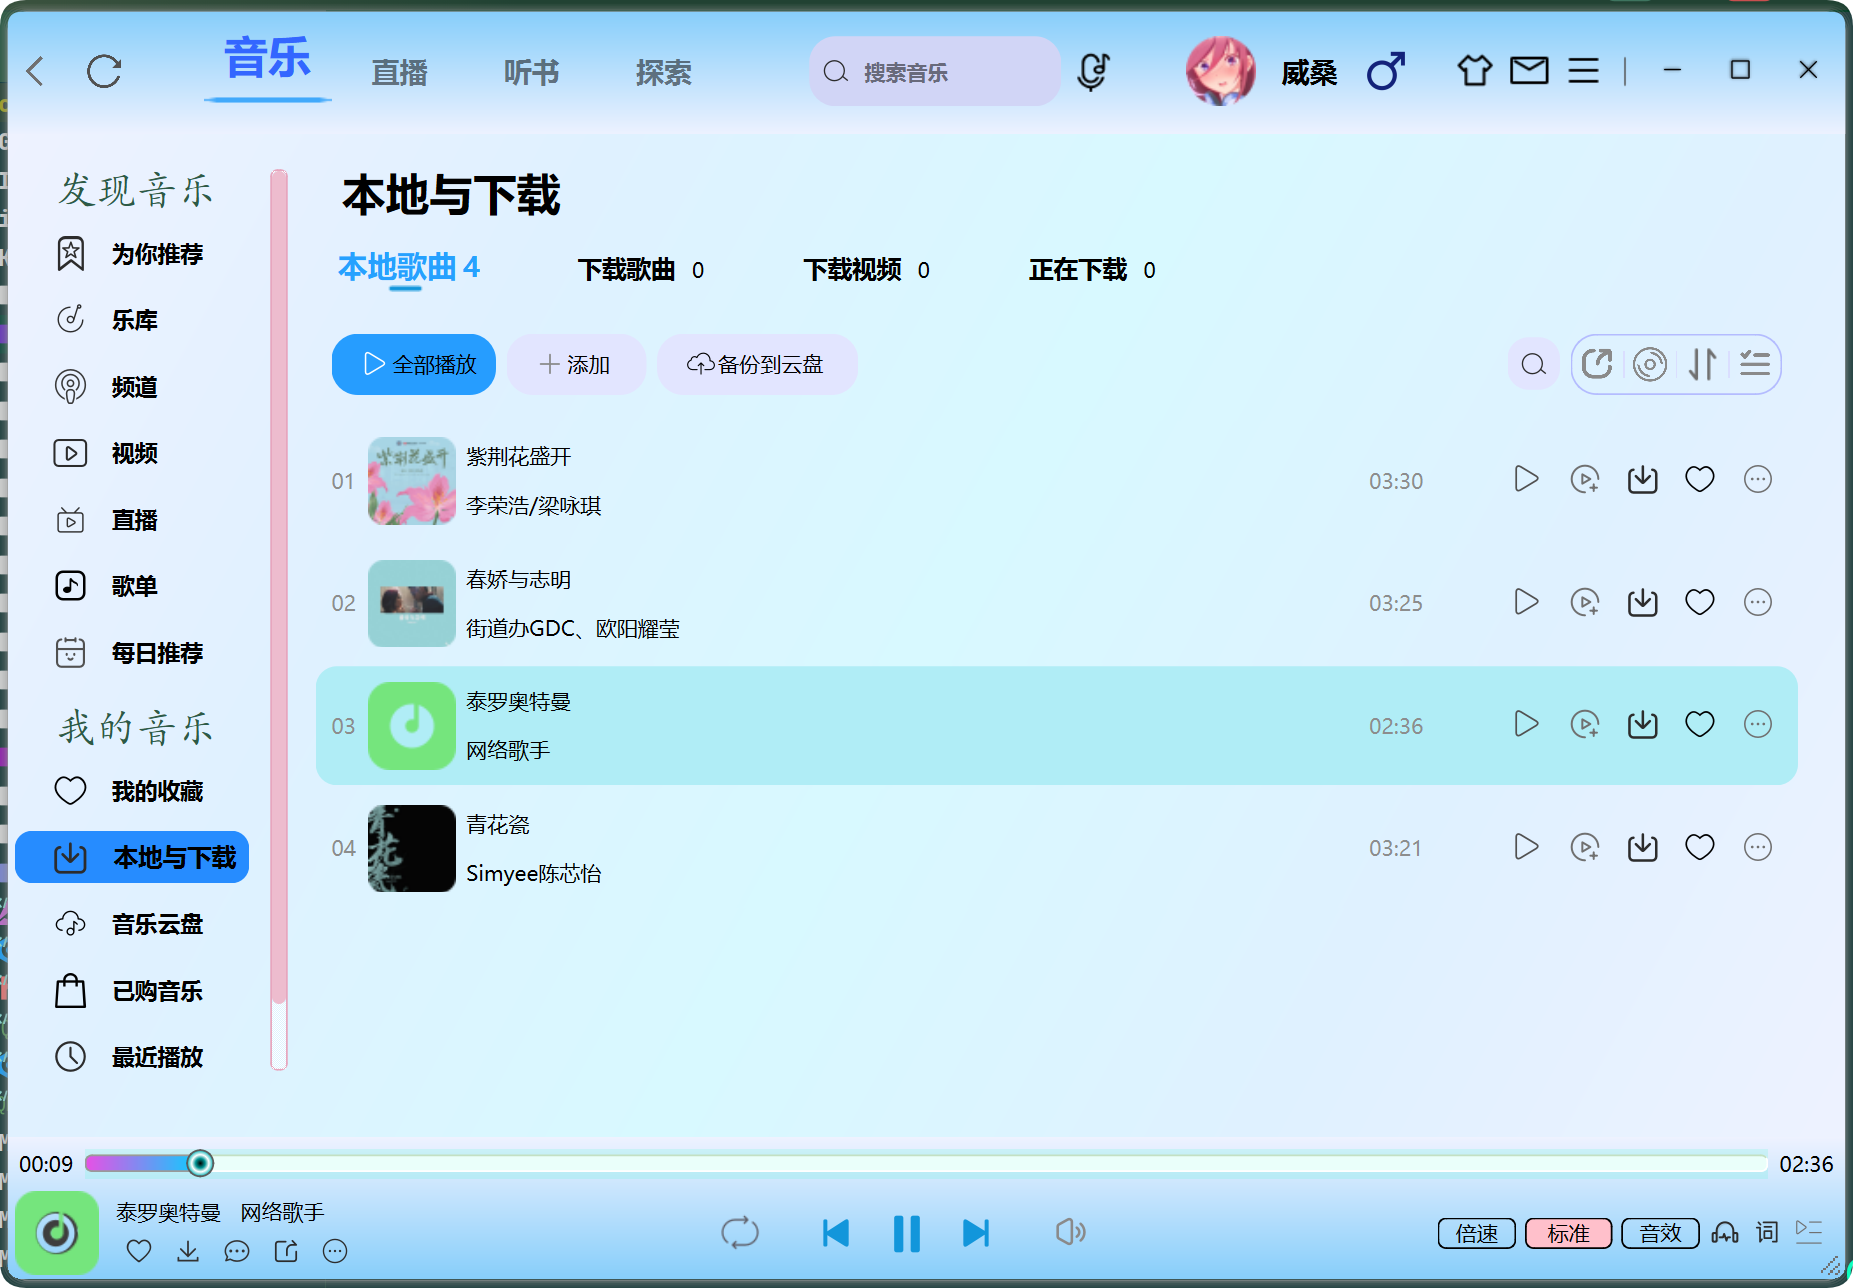 音乐 直播 听书 探索 搜索音乐 威桑
发现音乐
为你推荐
乐库
频道
视频
直播
歌单
每日推荐
我的音乐
我的收藏
本地与下载
音乐云盘
已购音乐
最近播放
本地与下载
本地歌曲 4 下载歌曲 0 下载视频 0 正在下载 0
全部播放 添加 备份到云盘
01 紫荆花盛开 03:30
紫荆花盛开
李荣浩/梁咏琪
02 春娇与志明 03:25
街道办GDC、欧阳耀莹
03 泰罗奥特曼 02:36
网络歌手
04 青花瓷 03:21
青花瓷
Simyee陈芯怡
00:09 02:36
泰罗奥特曼 网络歌手
倍速 标准 音效 词